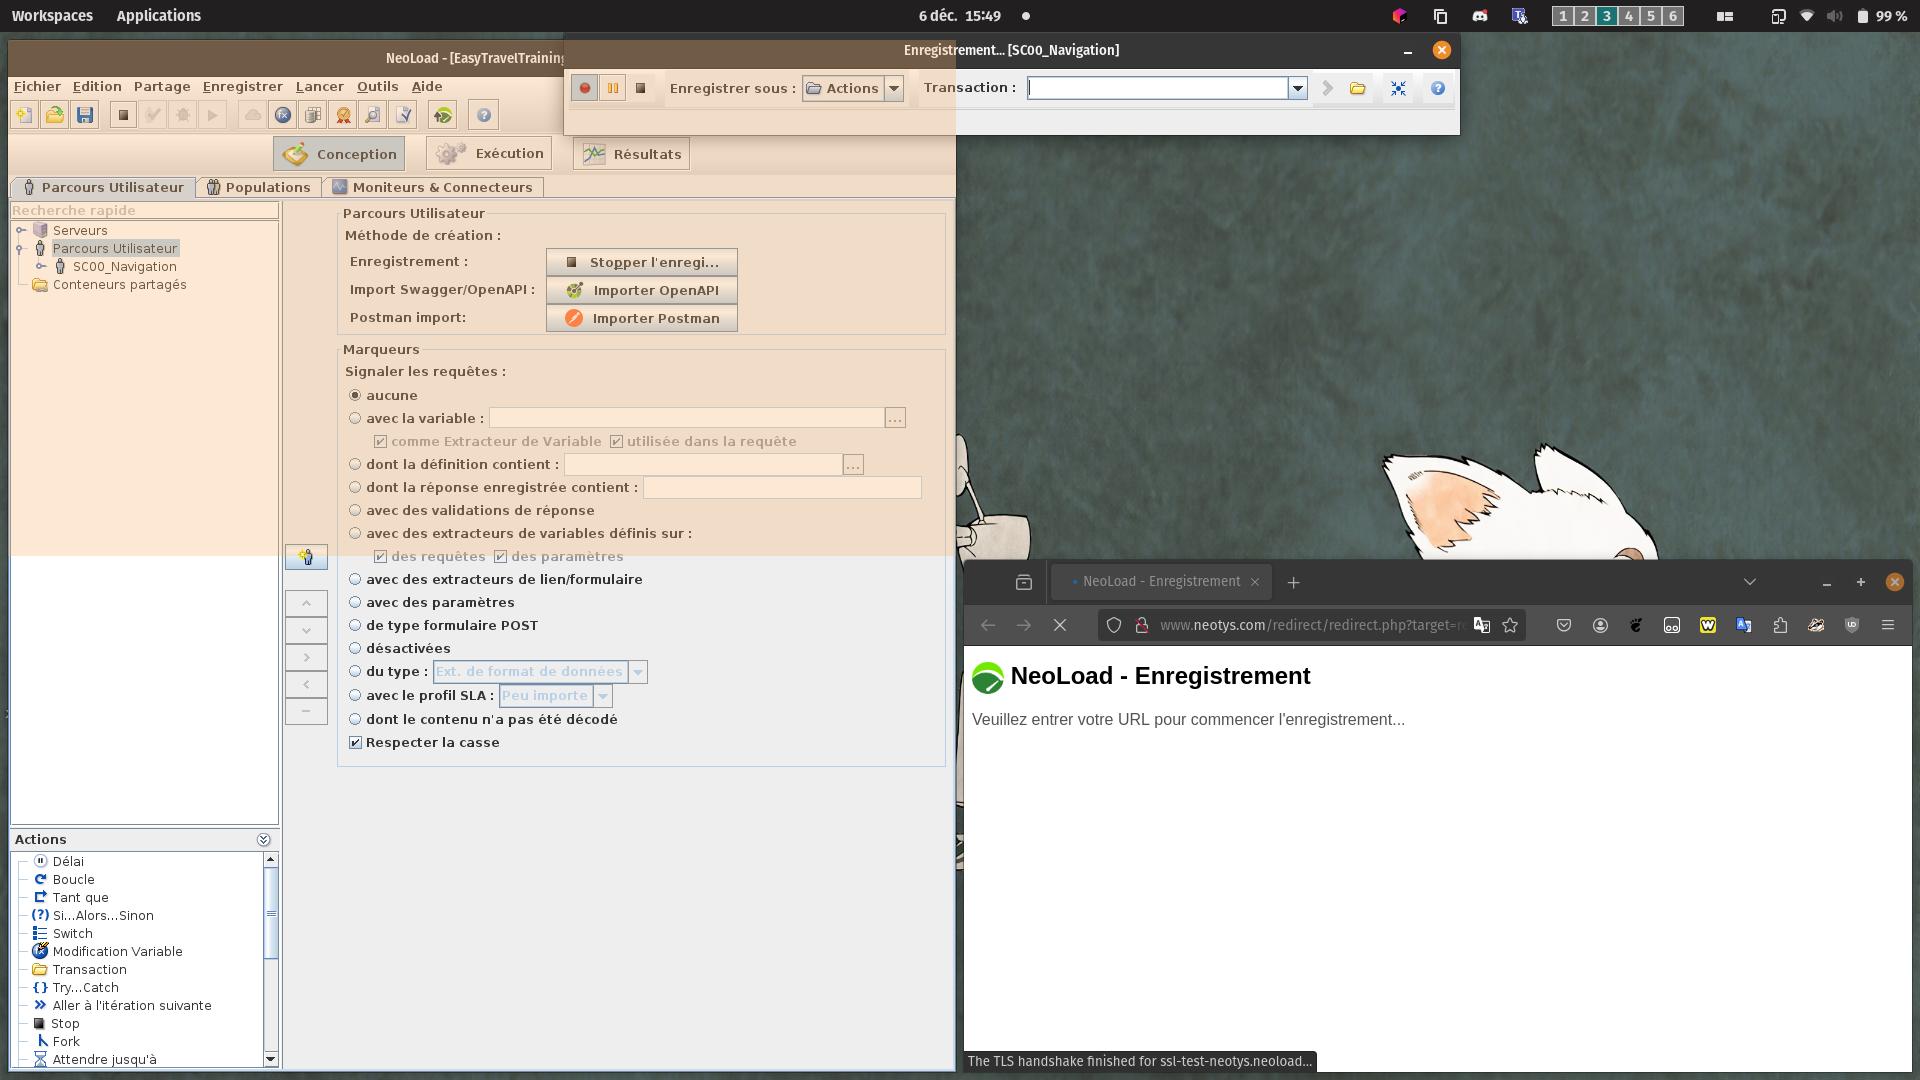 Workspaces Applications 6 déc. 15:49 1 2 3 4 5 6 99 %
NeoLoad - [EasyTravelTraining
Enregistrement... [SC00_Navigation]
Fichier Edition Partage Enregistrer Lancer Outils Aide
Enregistrer sous : Actions Transaction :
Conception Exécution Résultats
Parcours Utilisateur Populations Moniteurs & Connecteurs
Recherche rapide
Serveurs
Parcours Utilisateur
SC00_Navigation
Conteneurs partagés
Parcours Utilisateur
Méthode de création :
Enregistrement : Stopper l'enregi...
Import Swagger/OpenAPI : Importer OpenAPI
Postman import: Importer Postman
Marqueurs
Signaler les requêtes :
aucune
avec la variable : ...
comme Extracteur de Variable utilisée dans la requête
dont la définition contient : ...
dont la réponse enregistrée contient :
avec des validations de réponse
avec des extracteurs de variables définis sur :
des requêtes des paramètres
avec des extracteurs de lien/formulaire
avec des paramètres
de type formulaire POST
désactivées
du type : Ext. de format de données
avec le profil SLA : Peu importe
dont le contenu n'a pas été décodé
Respecter la casse
Actions
Délai
Boucle
Tant que
Si...Alors...Sinon
Switch
Modification Variable
Transaction
Try...Catch
Aller à l'itération suivante
Stop
Fork
Attendre jusqu'à
NeoLoad - Enregistrement
www.neotys.com/redirect/redirect.php?target=
NeoLoad - Enregistrement
Veuillez entrer votre URL pour commencer l'enregistrement...
The TLS handshake finished for ssl-test-neotys.neoload...